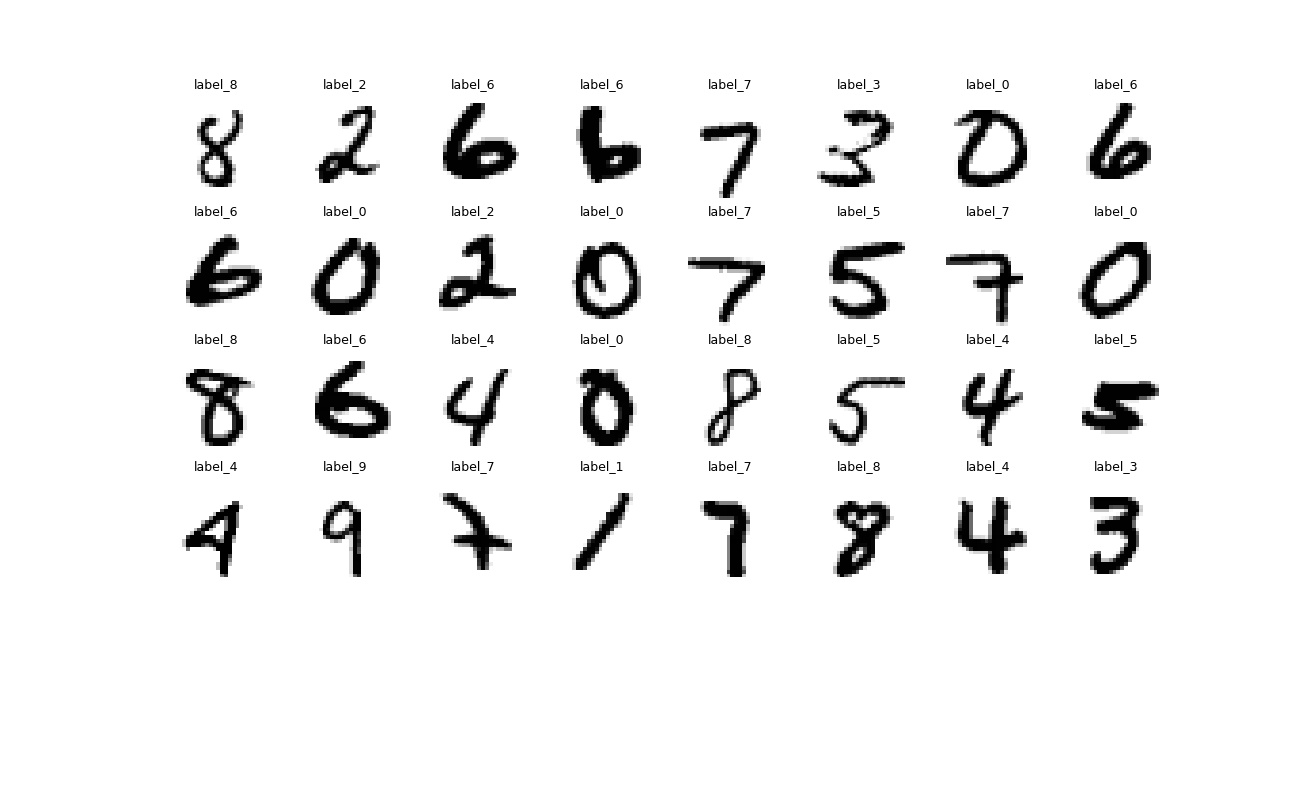 label_8 label_2 label_6 label_6 label_7 label_3 label_0 label_6
8 2 6 6 7 3 0 6
label_6 label_0 label_2 label_0 label_7 label_5 label_7 label_0
6 0 2 0 7 5 7 0
label_8 label_6 label_4 label_0 label_8 label_5 label_4 label_5
8 6 4 0 8 5 4 5
label_4 label_9 label_7 label_1 label_7 label_8 label_4 label_3
4 9 7 1 7 8 4 3